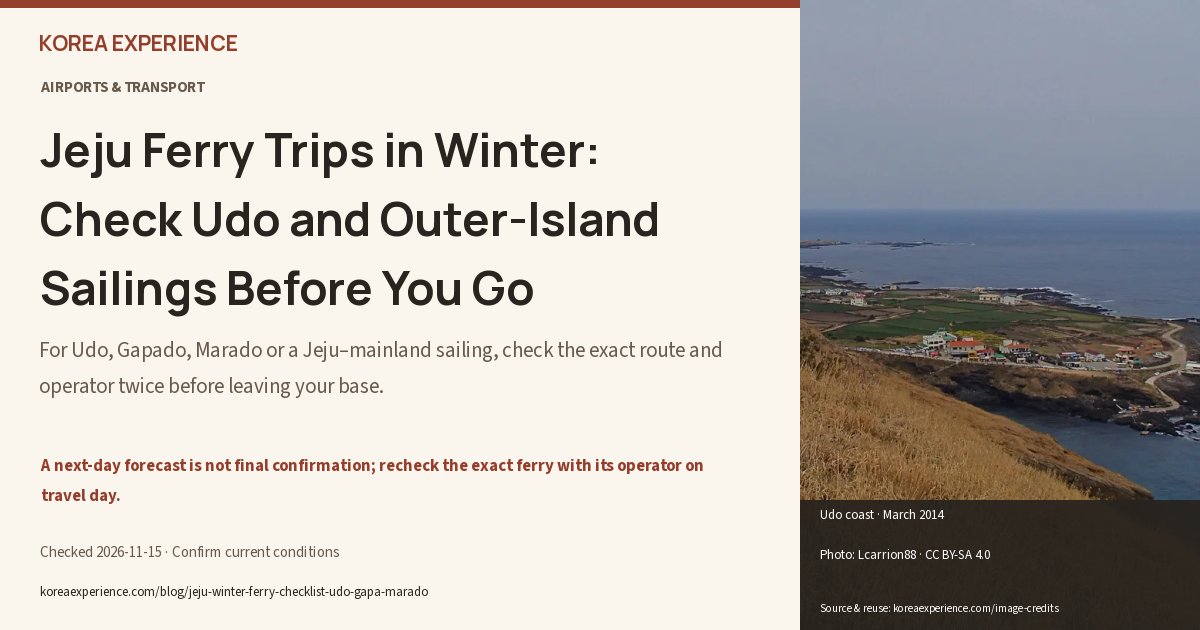 KOREA EXPERIENCE
AIRPORTS & TRANSPORT
Jeju Ferry Trips in Winter:
Check Udo and Outer-Island
Sailings Before You Go
For Udo, Gapado, Marado or a Jeju–mainland sailing, check the exact route and
operator twice before leaving your base.
A next-day forecast is not final confirmation; recheck the exact ferry with its operator on
travel day.
Checked 2026-11-15 · Confirm current conditions
koreaexperience.com/blog/jeju-winter-ferry-checklist-udo-gapa-marado
Udo coast · March 2014
Photo: Lcarrion88 · CC BY-SA 4.0
Source & reuse: koreaexperience.com/image-credits